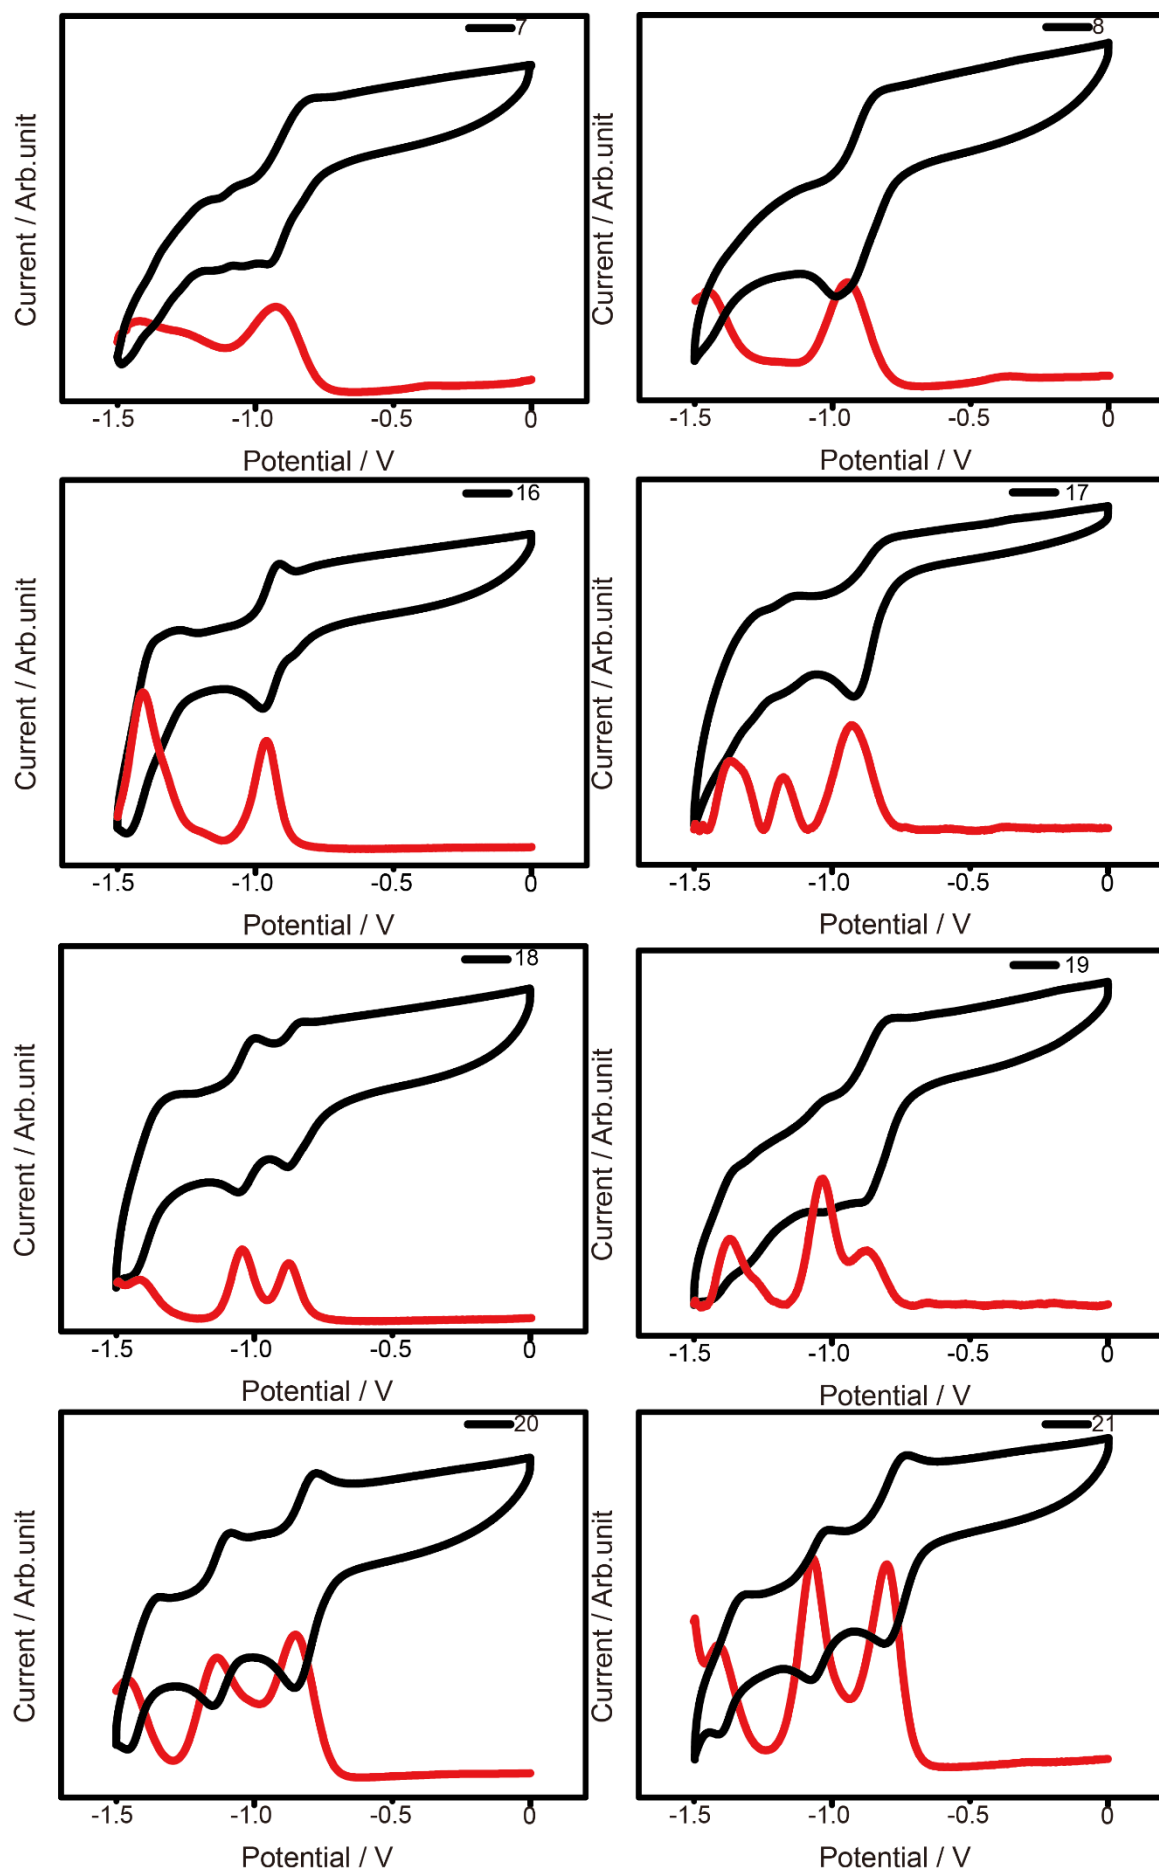 7
Current / Arb.unit
-1.5 -1.0 -0.5 0
Potential / V
8
Current / Arb.unit
-1.5 -1.0 -0.5 0
Potential / V
16
Current / Arb.unit
-1.5 -1.0 -0.5 0
Potential / V
17
Current / Arb.unit
-1.5 -1.0 -0.5 0
Potential / V
18
Current / Arb.unit
-1.5 -1.0 -0.5 0
Potential / V
19
Current / Arb.unit
-1.5 -1.0 -0.5 0
Potential / V
20
Current / Arb.unit
-1.5 -1.0 -0.5 0
Potential / V
21
Current / Arb.unit
-1.5 -1.0 -0.5 0
Potential / V